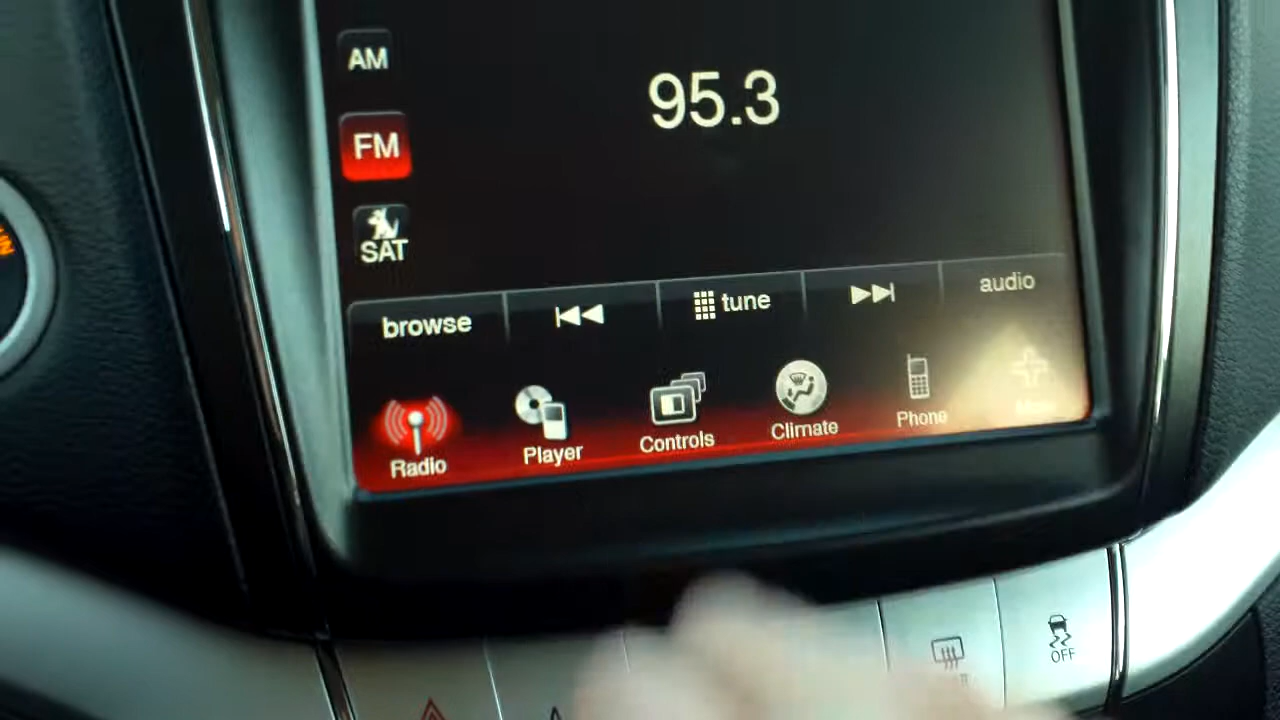 AM
95.3
FM
SAT
browse
tune
audio
Radio
Player
Controls
Climate
Phone
OFF